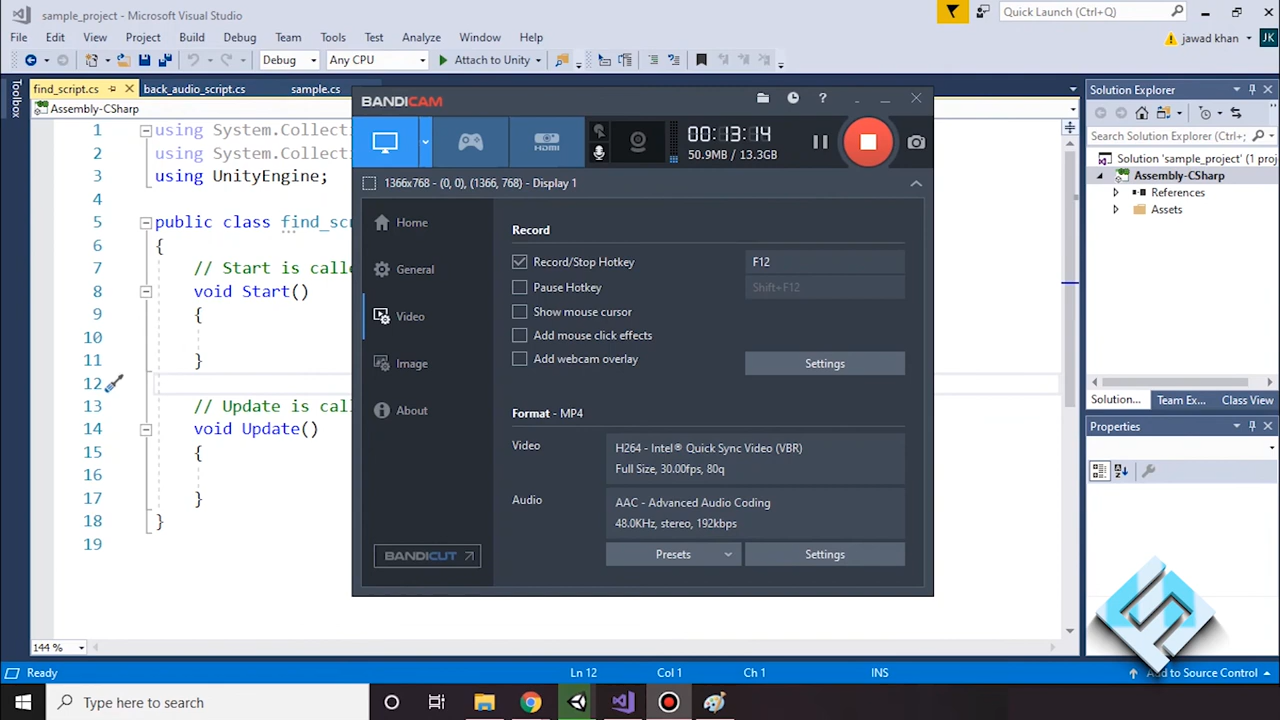 sample_project - Microsoft Visual Studio
Quick Launch (Ctrl+Q)
File Edit View Project Build Debug Team Tools Test Analyze Window Help
jawad khan
JK
Debug
Any CPU
Attach to Unity
Toolbox
find_script.cs
back_audio_script.cs
sample.cs
Assembly-CSharp
1 using System.Collecti
2 using System.Collecti
3 using UnityEngine;
4
5 public class find_scr
6 {
7 // Start is calle
8 void Start()
9 {
10
11 }
12
13 // Update is call
14 void Update()
15 {
16
17 }
18 }
19
144 %
BANDICAM
HDMI
00:13:14
50.9MB / 13.3GB
1366x768 - (0, 0), (1366, 768) - Display 1
Home
General
Video
Image
About
BANDICUT
Record
Record/Stop Hotkey
F12
Pause Hotkey
Shift+F12
Show mouse cursor
Add mouse click effects
Add webcam overlay
Settings
Format - MP4
Video
H264 - Intel® Quick Sync Video (VBR)
Full Size, 30.00fps, 80q
Audio
AAC - Advanced Audio Coding
48.0KHz, stereo, 192kbps
Presets
Settings
Solution Explorer
Search Solution Explorer (Ctrl+;)
Solution 'sample_project' (1 proj
Assembly-CSharp
References
Assets
Solution...
Team Ex...
Class View
Properties
Ready
Ln 12
Col 1
Ch 1
INS
Add to Source Control
Type here to search